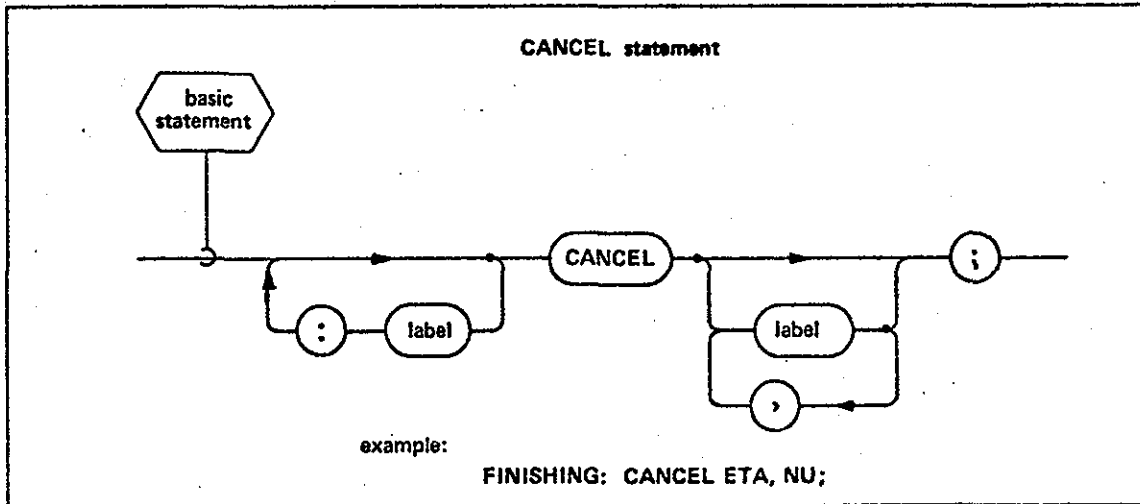 CANCEL statement
basic
statement
CANCEL
;
:
label
label
,
example:
FINISHING: CANCEL ETA, NU;